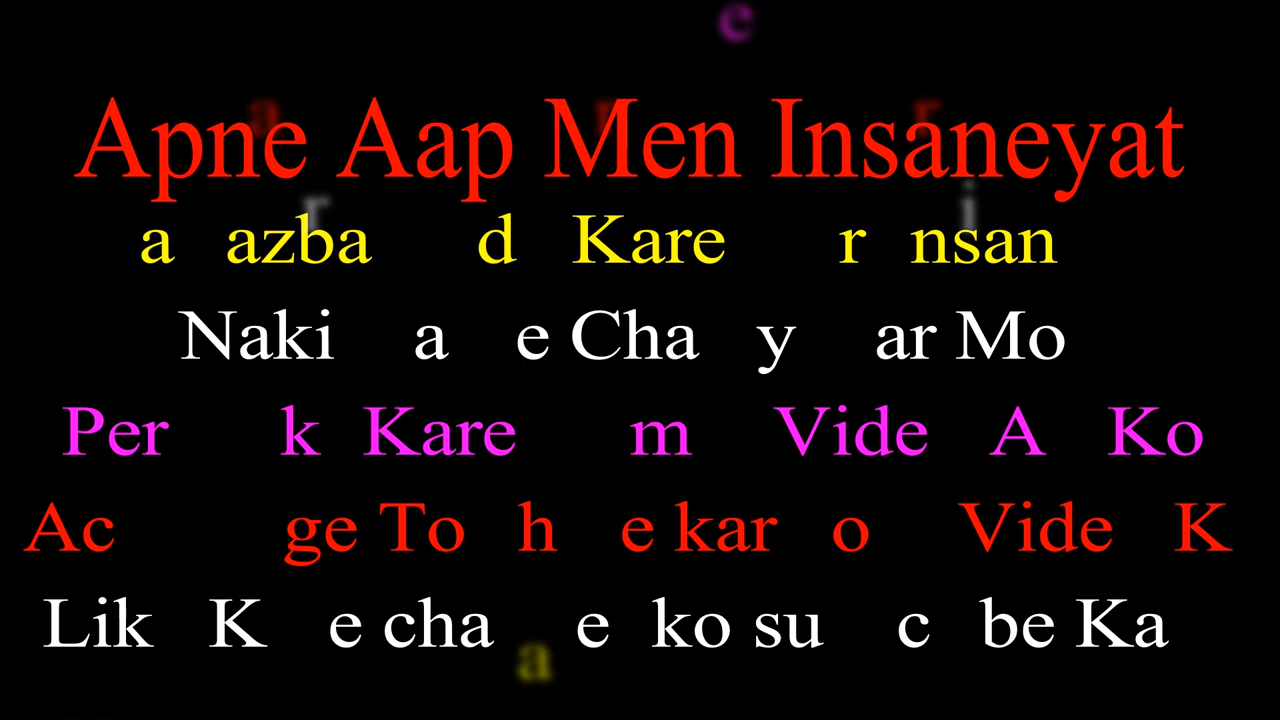 Apne Aap Men Insaneyat
a azba d Kare r nsan
Naki a e Cha y ar Mo
Per k Kare m Vide A Ko
Ac ge To h e kar o Vide K
Lik K e cha e ko su c be Ka